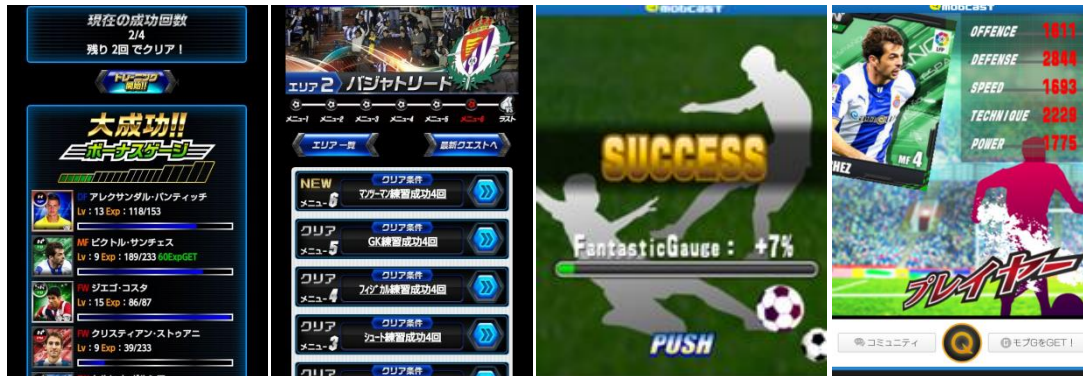 現在の成功回数
2/4
残り 2回 でクリア！
トレーニング
開始!!
大成功!!
ボーナスゲージ
DF アレクサンダル・パンティッチ
Lv：13 Exp：118/153
MF ビクトル・サンチェス
Lv：9 Exp：189/233 60ExpGET
FW ジエゴ・コスタ
Lv：15 Exp：86/87
FW クリスティアン・ストゥアニ
Lv：9 Exp：39/233
エリア2 バジャトリード
メニュー1 メニュー2 メニュー3 メニュー4 メニュー5 メニュー6 ラスト
エリア一覧
最新クエストへ
NEW
メニュー6
クリア条件
マンツーマン練習成功4回
クリア
メニュー5
クリア条件
GK練習成功4回
クリア
メニュー4
クリア条件
フィジカル練習成功4回
クリア
メニュー3
クリア条件
シュート練習成功4回
クリア
クリア条件
mobcast
SUCCESS
FantasticGauge： +7%
PUSH
mobcast
OFFENCE 1611
DEFENSE 2844
SPEED 1693
TECHNIQUE 2229
POWER 1775
MF 4
HEZ
プレイヤー
コミュニティ
Q
モブGをGET！